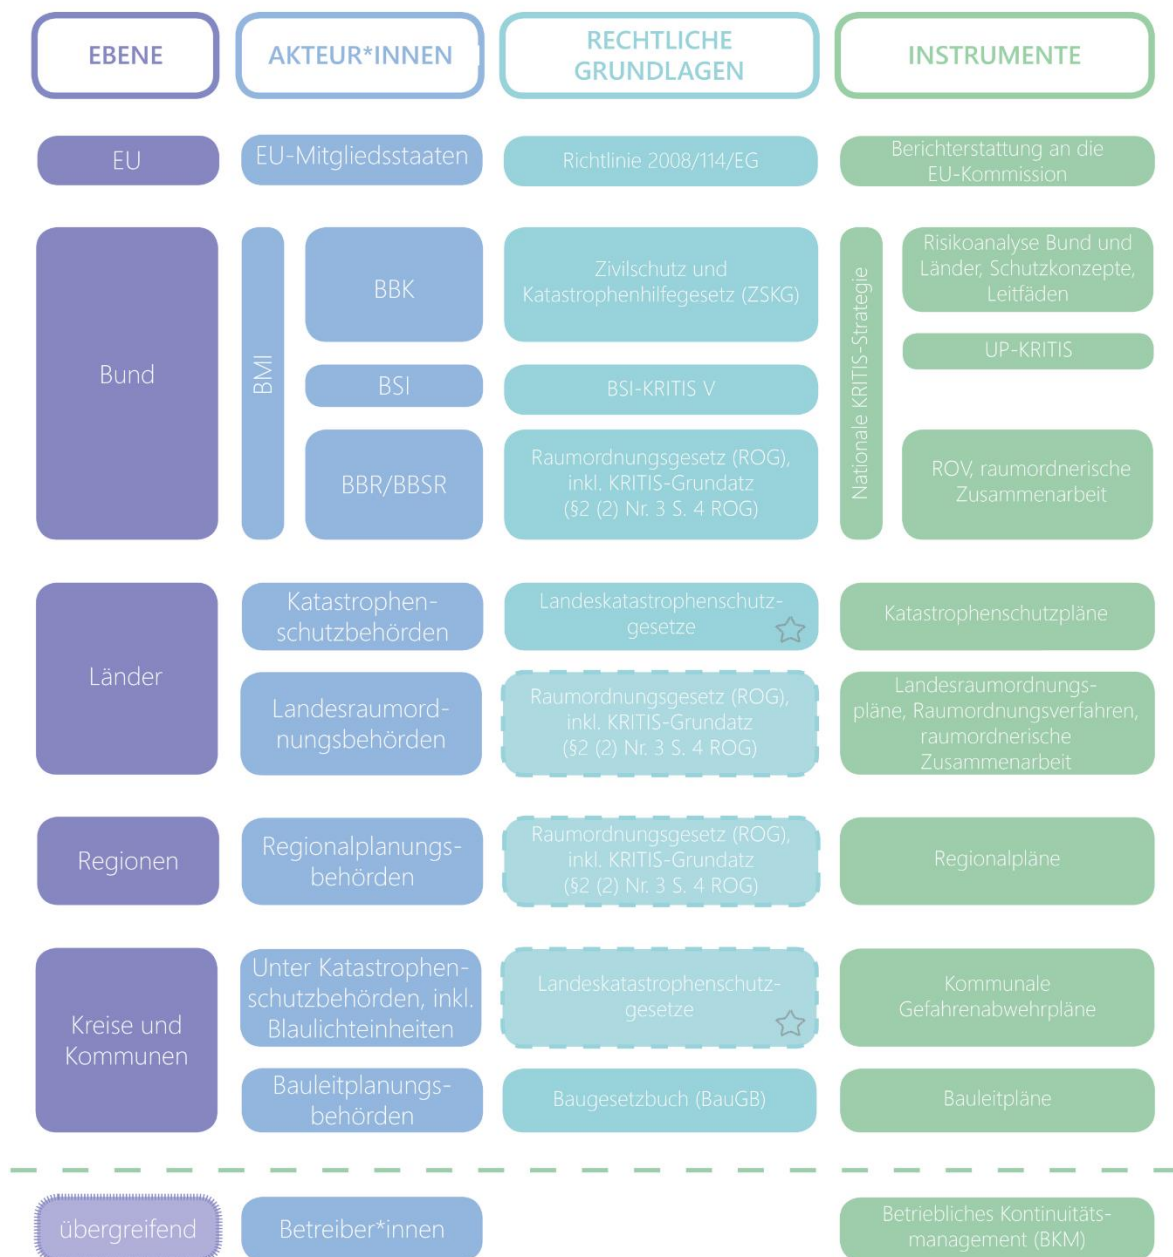 EBENE
AKTEUR*INNEN
RECHTLICHE
GRUNDLAGEN
INSTRUMENTE
EU
EU-Mitgliedsstaaten
Richtlinie 2008/114/EG
Berichterstattung an die
EU-Kommission
Bund
BMI
BBK
Zivilschutz und
Katastrophenhilfegesetz (ZSKG)
Nationale KRITIS-Strategie
Risikoanalyse Bund und
Länder, Schutzkonzepte,
Leitfäden
BSI
BSI-KRITIS V
UP-KRITIS
BBR/BBSR
Raumordnungsgesetz (ROG),
inkl. KRITIS-Grundatz
(§2 (2) Nr. 3 S. 4 ROG)
ROV, raumordnerische
Zusammenarbeit
Länder
Katastrophen-
schutzbehörden
Landeskatastrophenschutz-
gesetze
Katastrophenschutzpläne
Landesraumord-
nungsbehörden
Raumordnungsgesetz (ROG),
inkl. KRITIS-Grundatz
(§2 (2) Nr. 3 S. 4 ROG)
Landesraumordnungs-
pläne, Raumordnungsverfahren,
raumordnerische
Zusammenarbeit
Regionen
Regionalplanungs-
behörden
Raumordnungsgesetz (ROG),
inkl. KRITIS-Grundatz
(§2 (2) Nr. 3 S. 4 ROG)
Regionalpläne
Kreise und
Kommunen
Unter Katastrophen-
schutzbehörden, inkl.
Blaulichteinheiten
Landeskatastrophenschutz-
gesetze
Kommunale
Gefahrenabwehrpläne
Bauleitplanungs-
behörden
Baugesetzbuch (BauGB)
Bauleitpläne
übergreifend
Betreiber*innen
Betriebliches Kontinuitäts-
management (BKM)